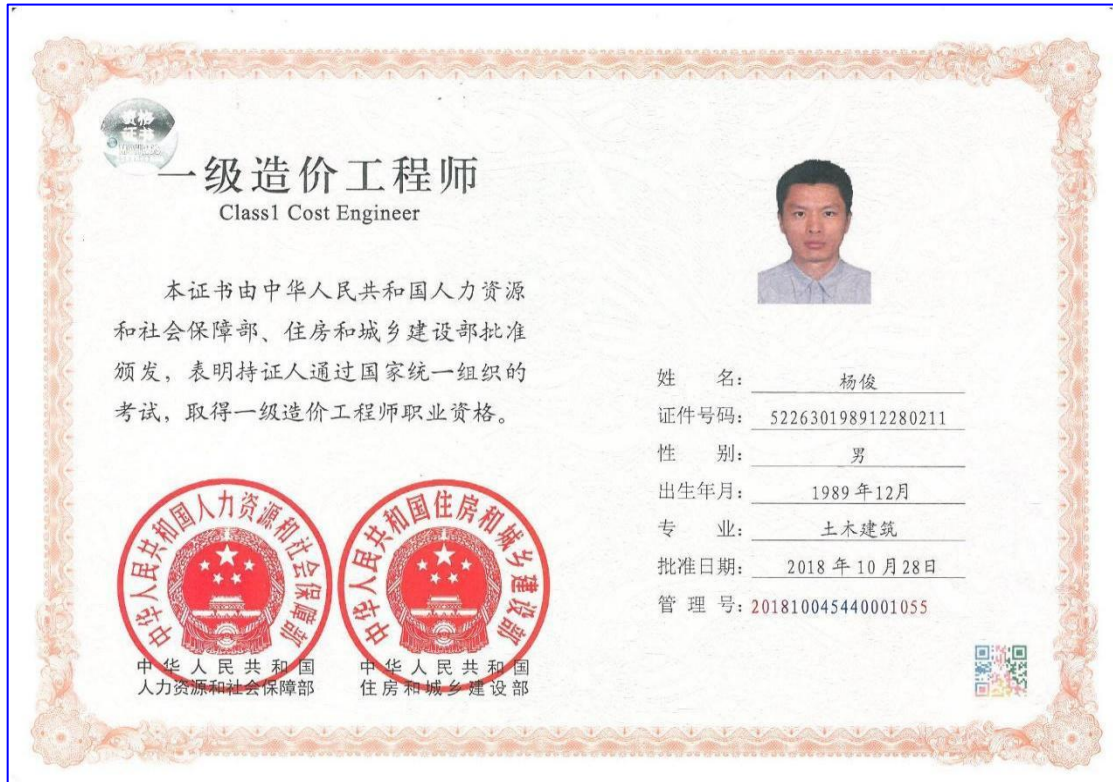 资格
证书
一级造价工程师
Class1 Cost Engineer
本证书由中华人民共和国人力资源
和社会保障部、住房和城乡建设部批准
颁发，表明持证人通过国家统一组织的
考试，取得一级造价工程师职业资格。
中华人民共和国人力资源和社会保障部
中华人民共和国住房和城乡建设部
中华人民共和国
人力资源和社会保障部
中华人民共和国
住房和城乡建设部
姓 名：杨俊
证件号码：522630198912280211
性 别：男
出生年月：1989年12月
专 业：土木建筑
批准日期：2018年10月28日
管 理 号：201810045440001055